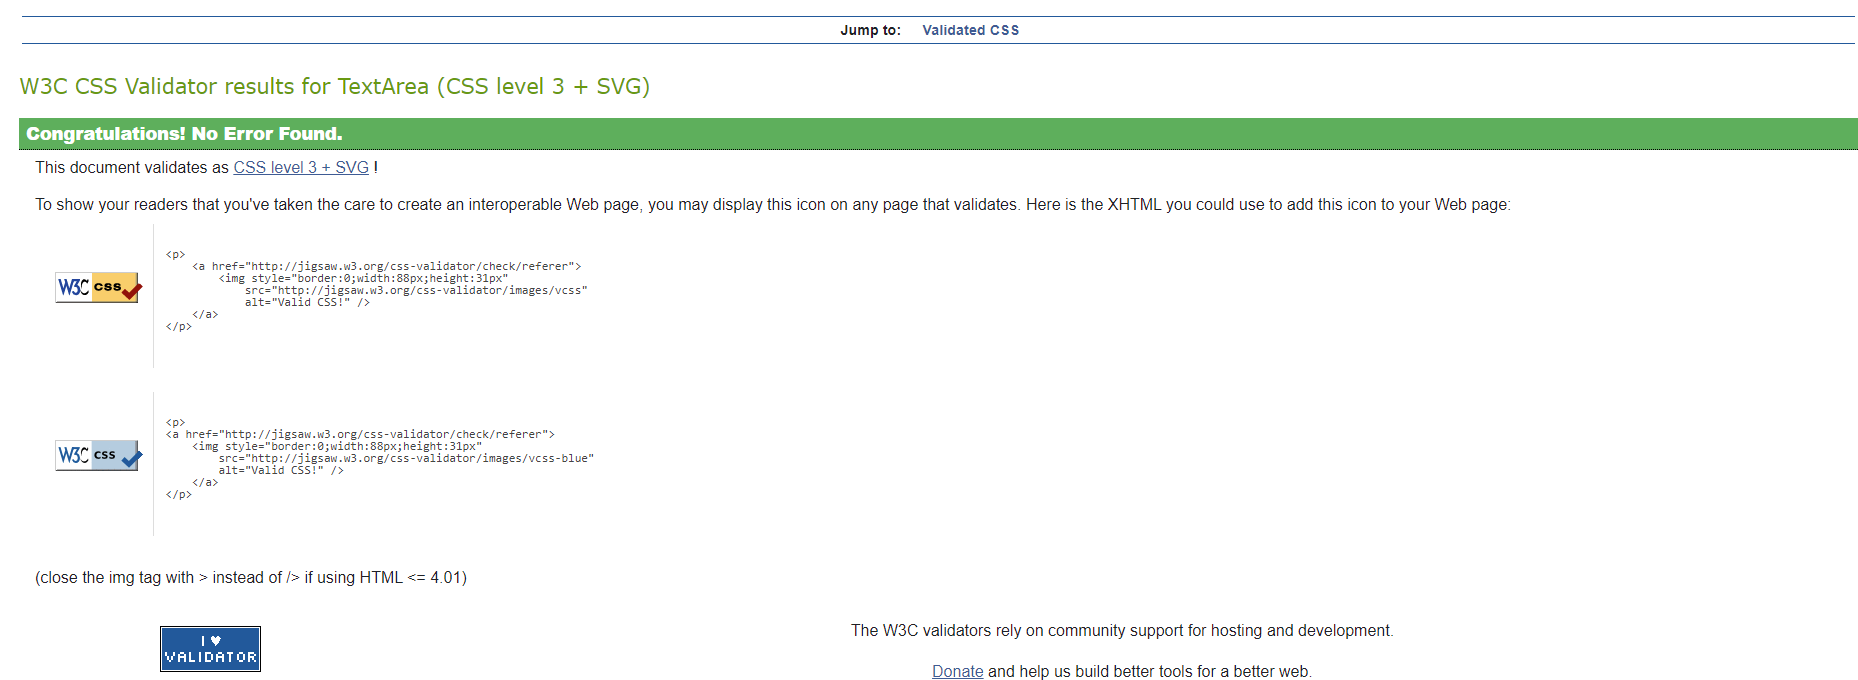 Jump to: Validated CSS
W3C CSS Validator results for TextArea (CSS level 3 + SVG)
Congratulations! No Error Found.
This document validates as CSS level 3 + SVG !
To show your readers that you've taken the care to create an interoperable Web page, you may display this icon on any page that validates. Here is the XHTML you could use to add this icon to your Web page:
W3C css
<p>
<a href="http://jigsaw.w3.org/css-validator/check/referer">
<img style="border:0;width:88px;height:31px"
src="http://jigsaw.w3.org/css-validator/images/vcss"
alt="Valid CSS!" />
</a>
</p>
W3C css
<p>
<a href="http://jigsaw.w3.org/css-validator/check/referer">
<img style="border:0;width:88px;height:31px"
src="http://jigsaw.w3.org/css-validator/images/vcss-blue"
alt="Valid CSS!" />
</a>
</p>
(close the img tag with > instead of /> if using HTML <= 4.01)
I ♥
VALIDATOR
The W3C validators rely on community support for hosting and development.
Donate and help us build better tools for a better web.